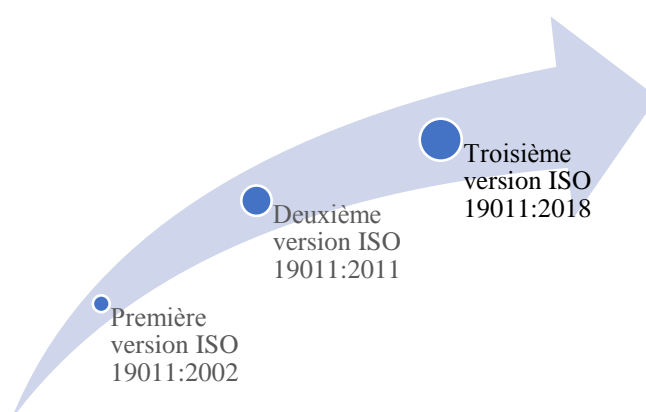 Première
version ISO
19011:2002
Deuxième
version ISO
19011:2011
Troisième
version ISO
19011:2018